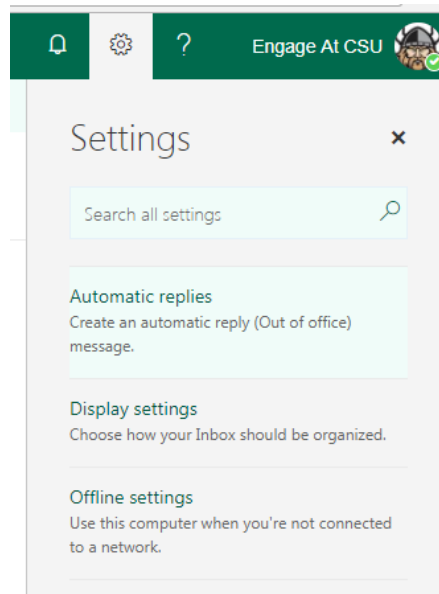 ? Engage At CSU
Settings
Search all settings
Automatic replies
Create an automatic reply (Out of office)
message.
Display settings
Choose how your Inbox should be organized.
Offline settings
Use this computer when you're not connected
to a network.